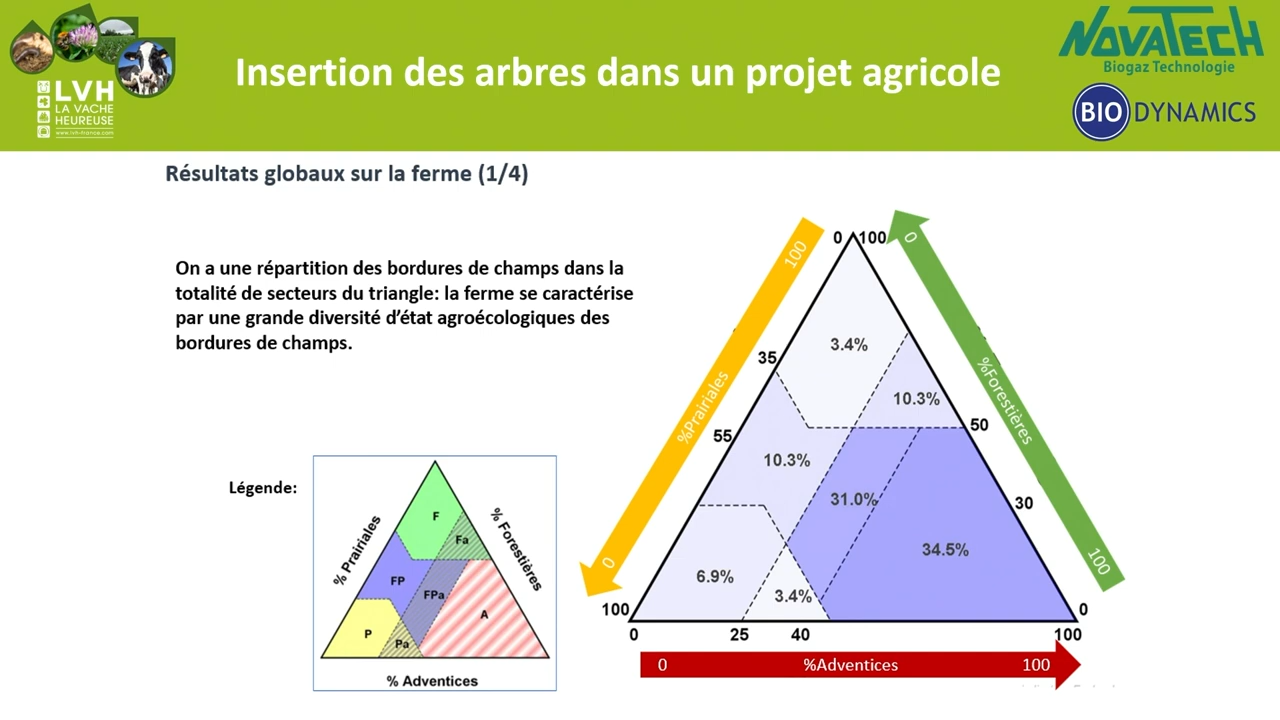 LVH
LA VACHE
HEUREUSE
www.lvh-france.com
Insertion des arbres dans un projet agricole
NOVATECH
Biogaz Technologie
BIO DYNAMICS
Résultats globaux sur la ferme (1/4)
On a une répartition des bordures de champs dans la
totalité de secteurs du triangle: la ferme se caractérise
par une grande diversité d'état agroécologiques des
bordures de champs.
Légende:
% Prairiales
% Forestières
F
Fa
FP
FPa
A
P
Pa
% Adventices
100
%Prairiales
0
0
%Forestières
100
0 100
35
55
100
50
30
0
3.4%
10.3%
10.3%
31.0%
34.5%
6.9%
3.4%
0 25 40 100
0 %Adventices 100